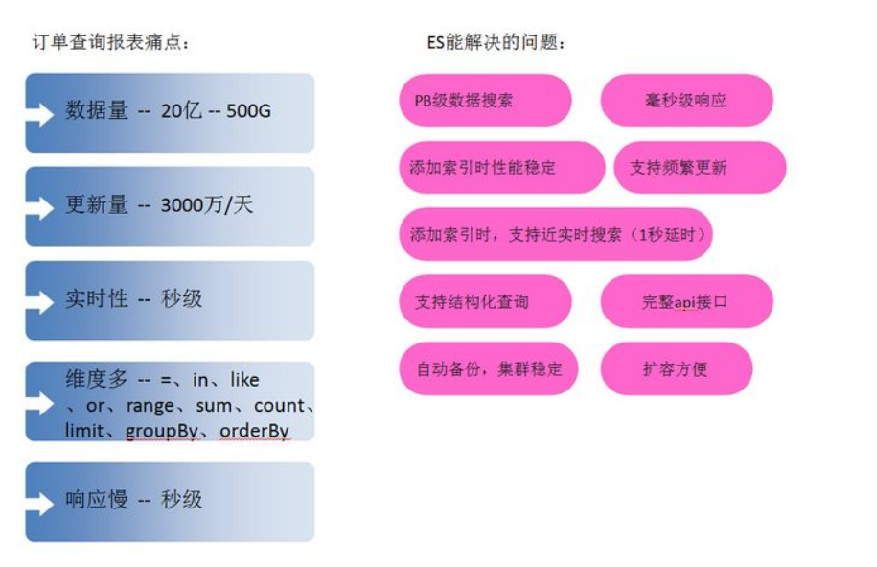 订单查询报表痛点：
数据量 -- 20亿 -- 500G
更新量 -- 3000万/天
实时性 -- 秒级
维度多 -- =、in、like
、or、range、sum、count、
limit、groupBy、orderBy
响应慢 -- 秒级
ES能解决的问题：
PB级数据搜索
毫秒级响应
添加索引时性能稳定
支持频繁更新
添加索引时，支持近实时搜索（1秒延时）
支持结构化查询
完整api接口
自动备份，集群稳定
扩容方便